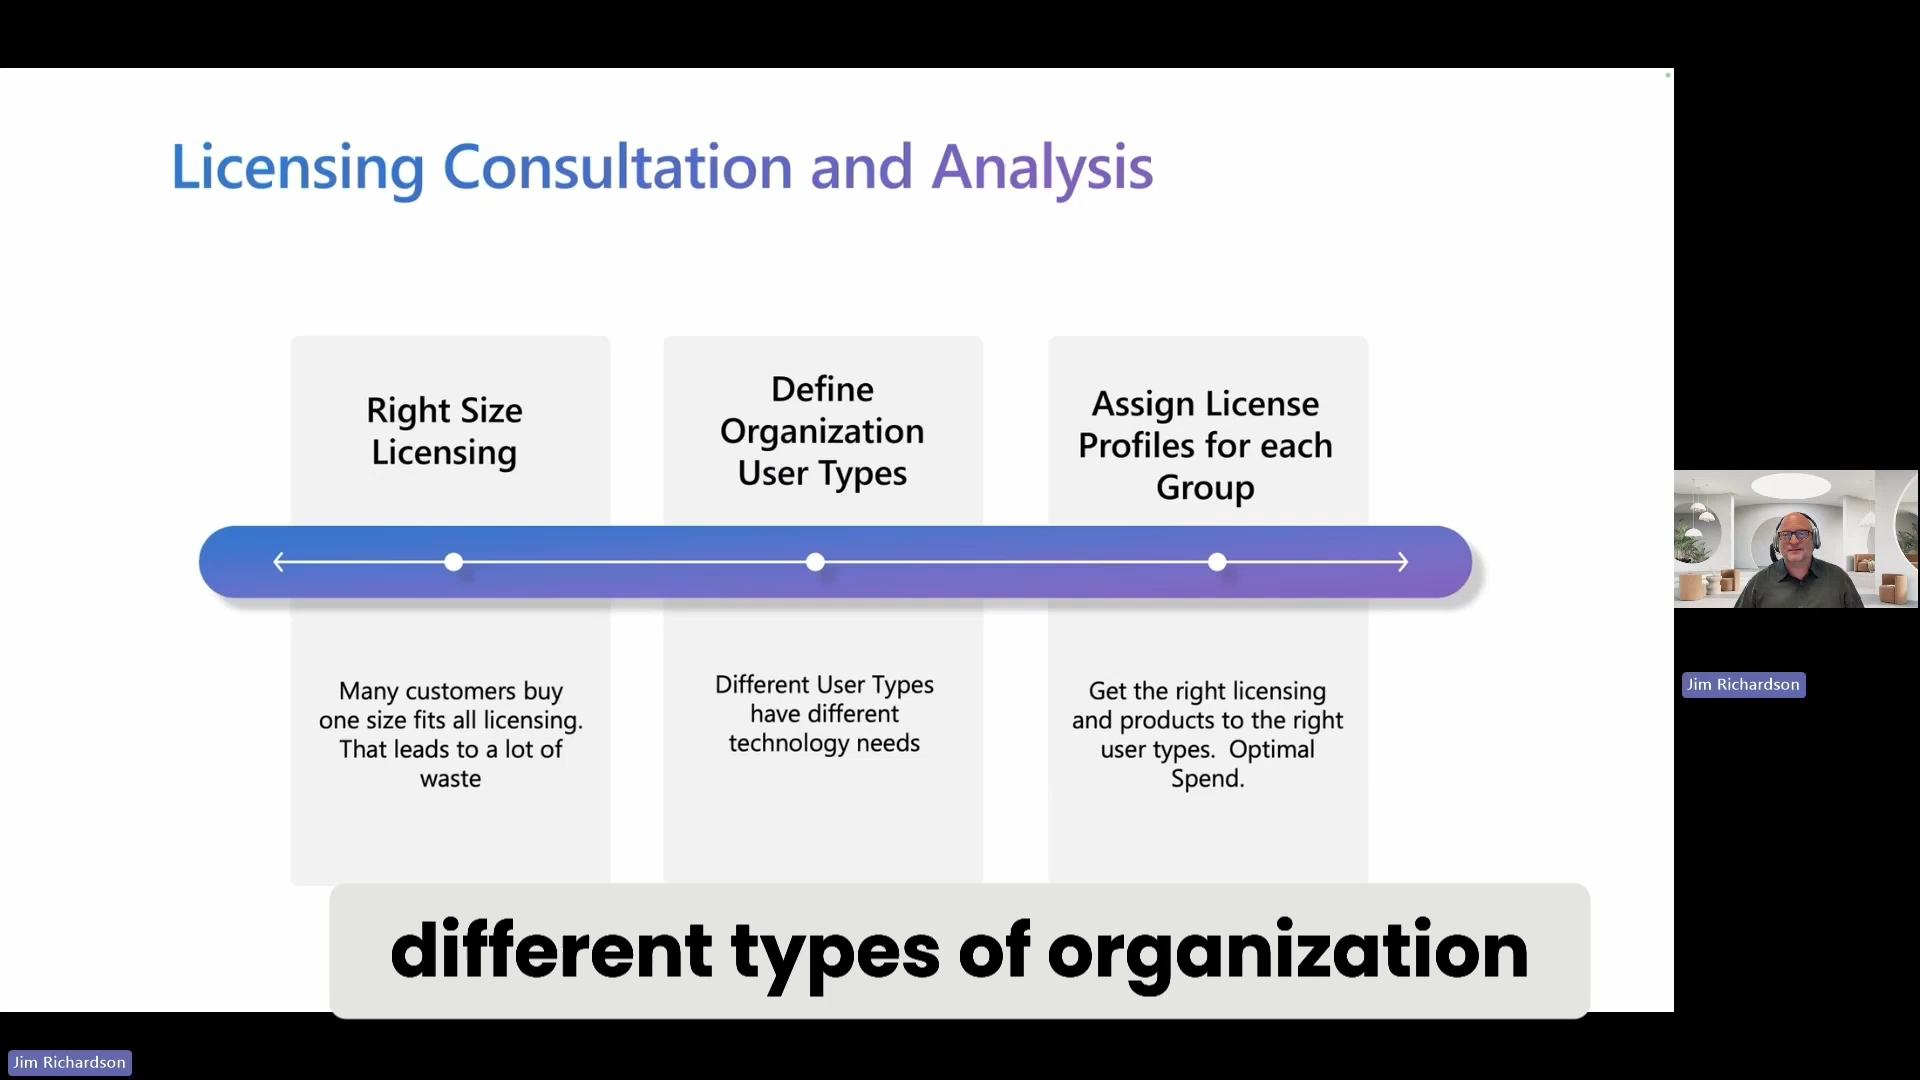 Licensing Consultation and Analysis
Right Size
Licensing
Define
Organization
User Types
Assign License
Profiles for each
Group
Many customers buy
one size fits all licensing.
That leads to a lot of
waste
Different User Types
have different
technology needs
Get the right licensing
and products to the right
user types.  Optimal
Spend.
Jim Richardson
different types of organization
Jim Richardson